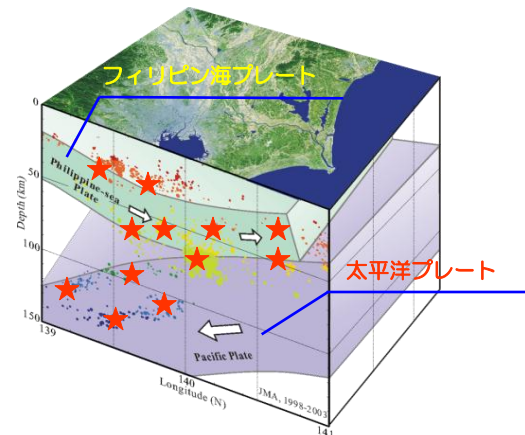 フィリピン海プレート
0
50
100
150
Depth (km)
Philippine-sea
Plate
太平洋プレート
Pacific Plate
139
140
141
Longitude (N)
JMA, 1998-2003